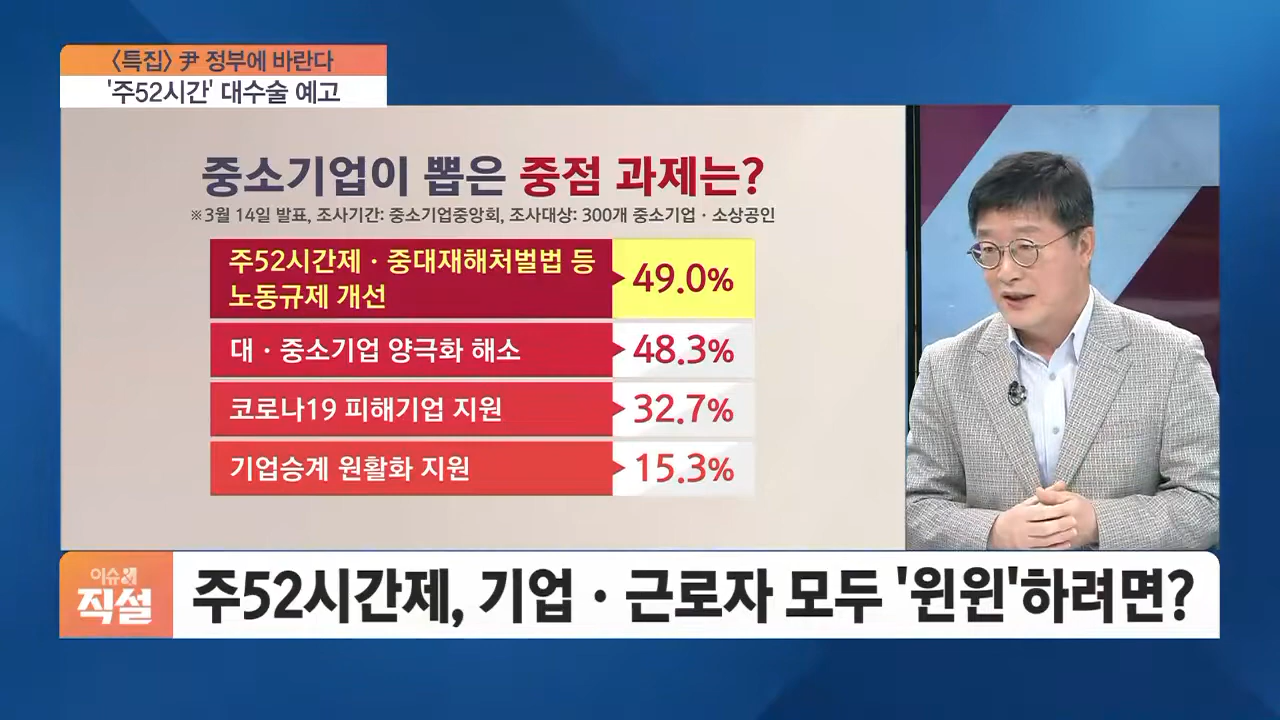 <특집> 尹 정부에 바란다
'주52시간' 대수술 예고
중소기업이 뽑은 중점 과제는?
※3월 14일 발표, 조사기간: 중소기업중앙회, 조사대상: 300개 중소기업 · 소상공인
주52시간제 · 중대재해처벌법 등
노동규제 개선
49.0%
대 · 중소기업 양극화 해소
48.3%
코로나19 피해기업 지원
32.7%
기업승계 원활화 지원
15.3%
이슈&
직설
주52시간제, 기업 · 근로자 모두 '윈윈'하려면?